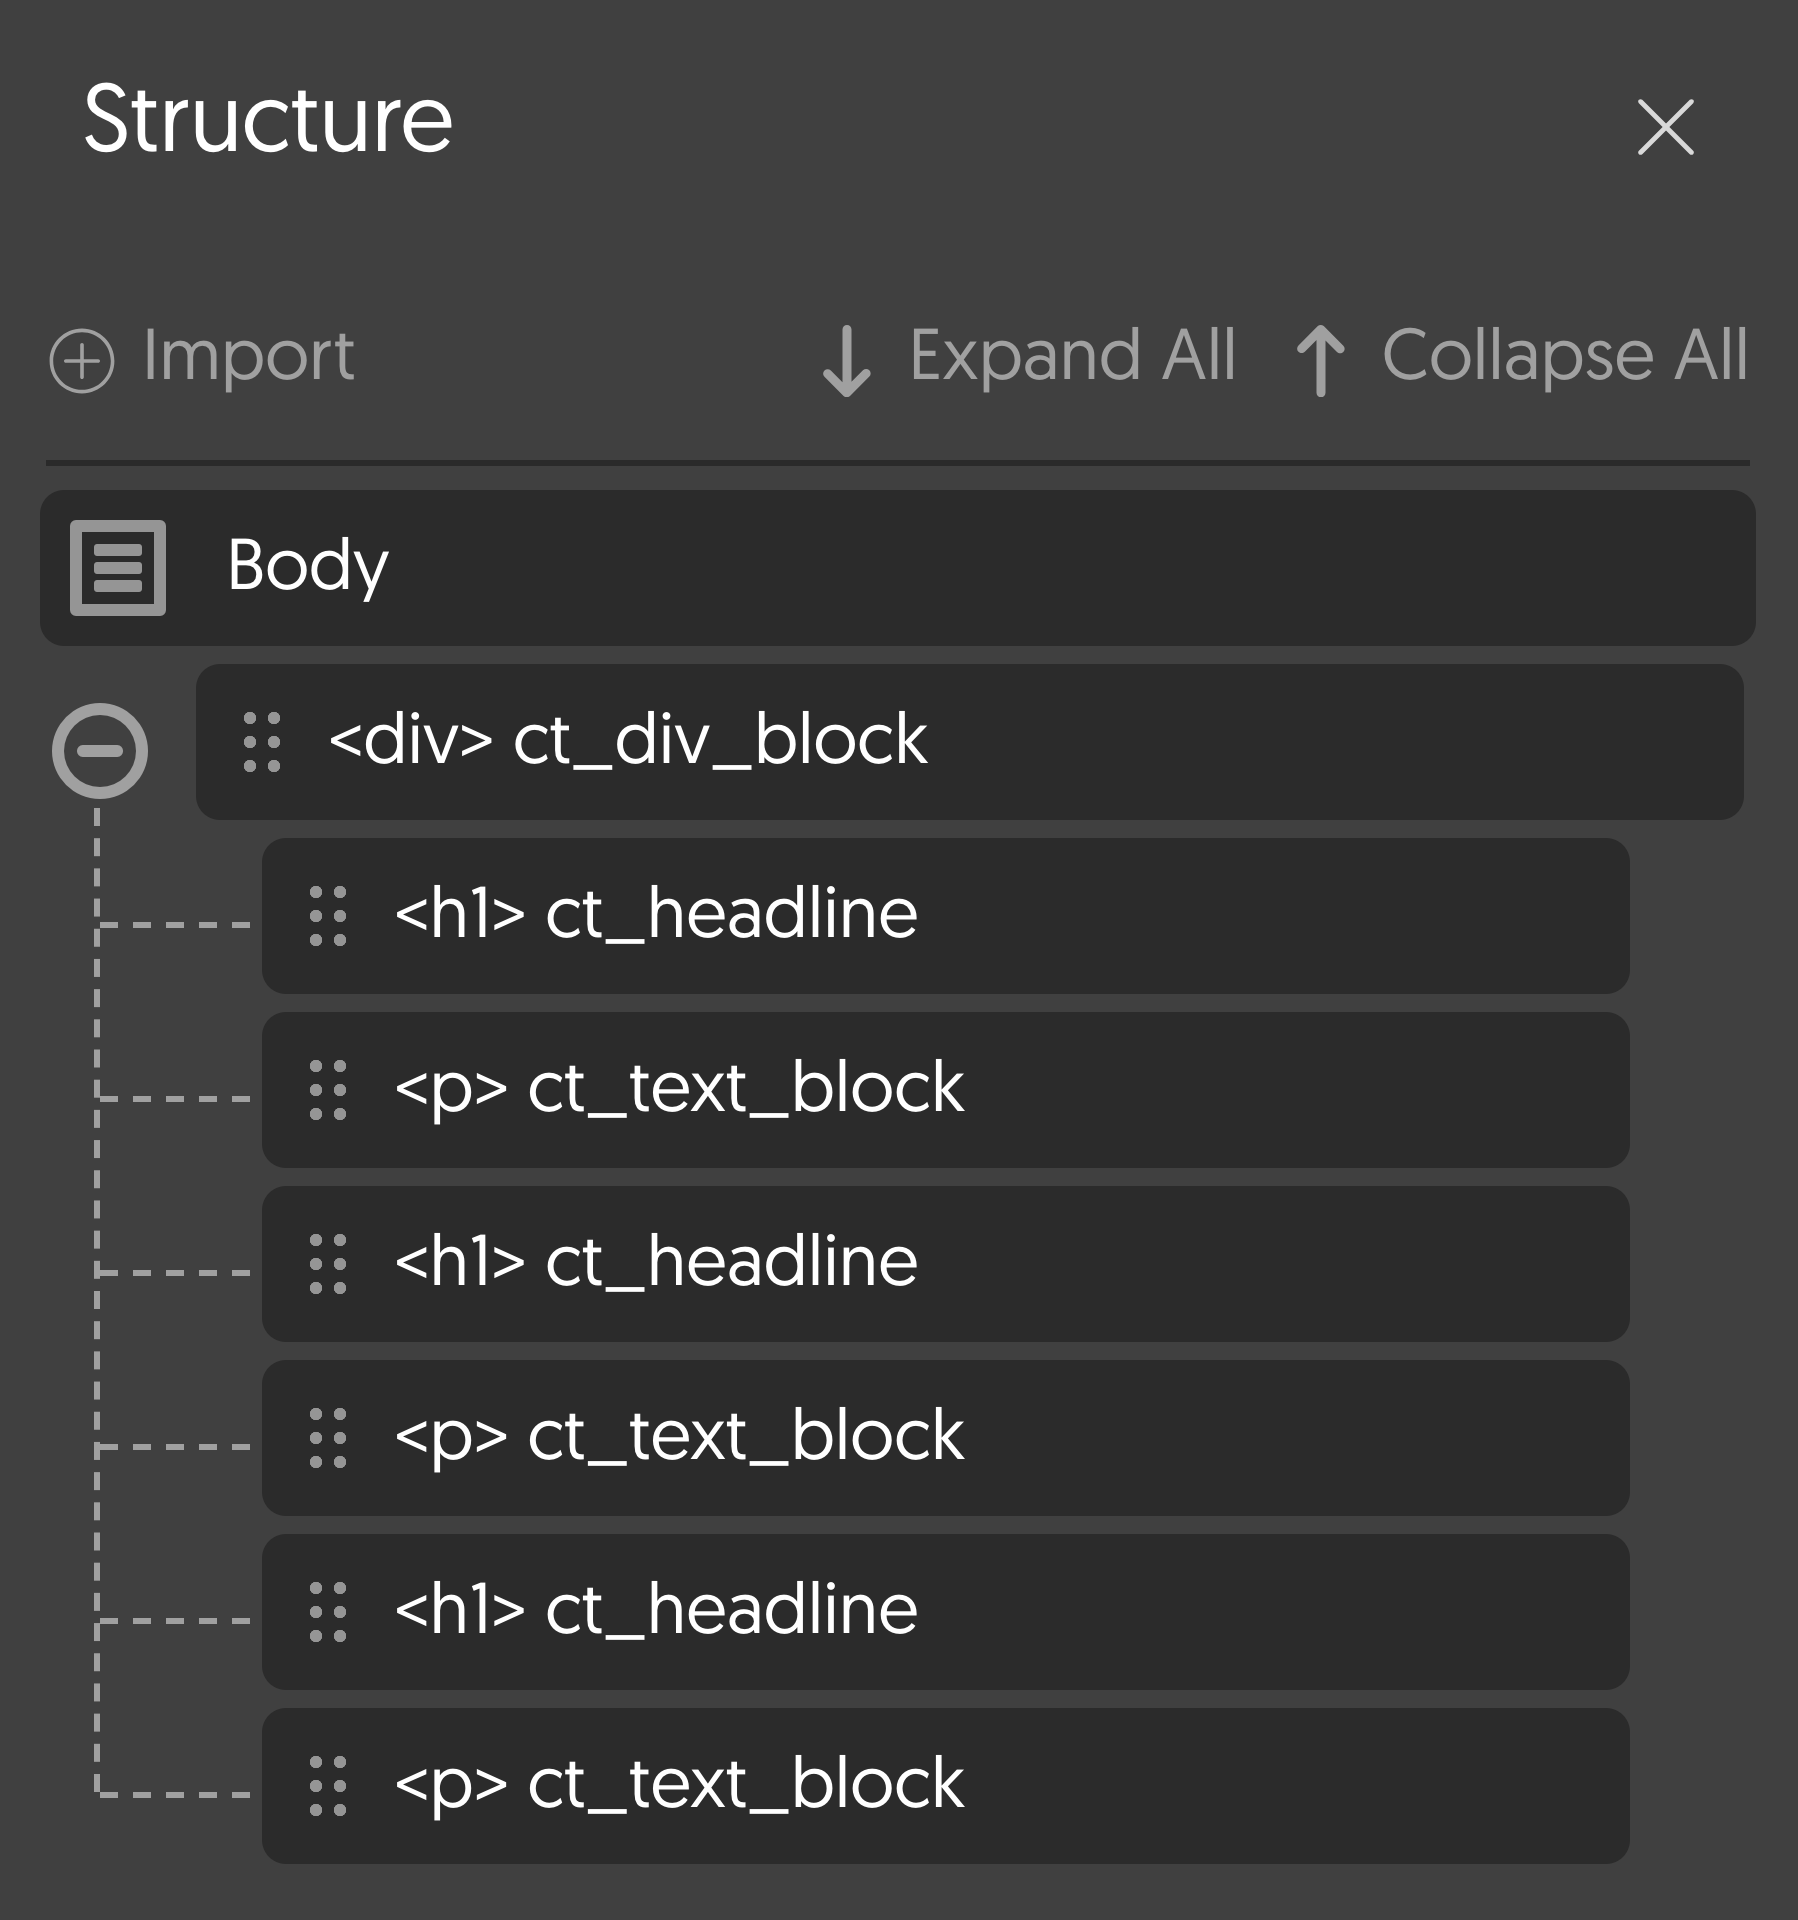 Structure
Import Expand All Collapse All
Body
<div> ct_div_block
<h1> ct_headline
<p> ct_text_block
<h1> ct_headline
<p> ct_text_block
<h1> ct_headline
<p> ct_text_block